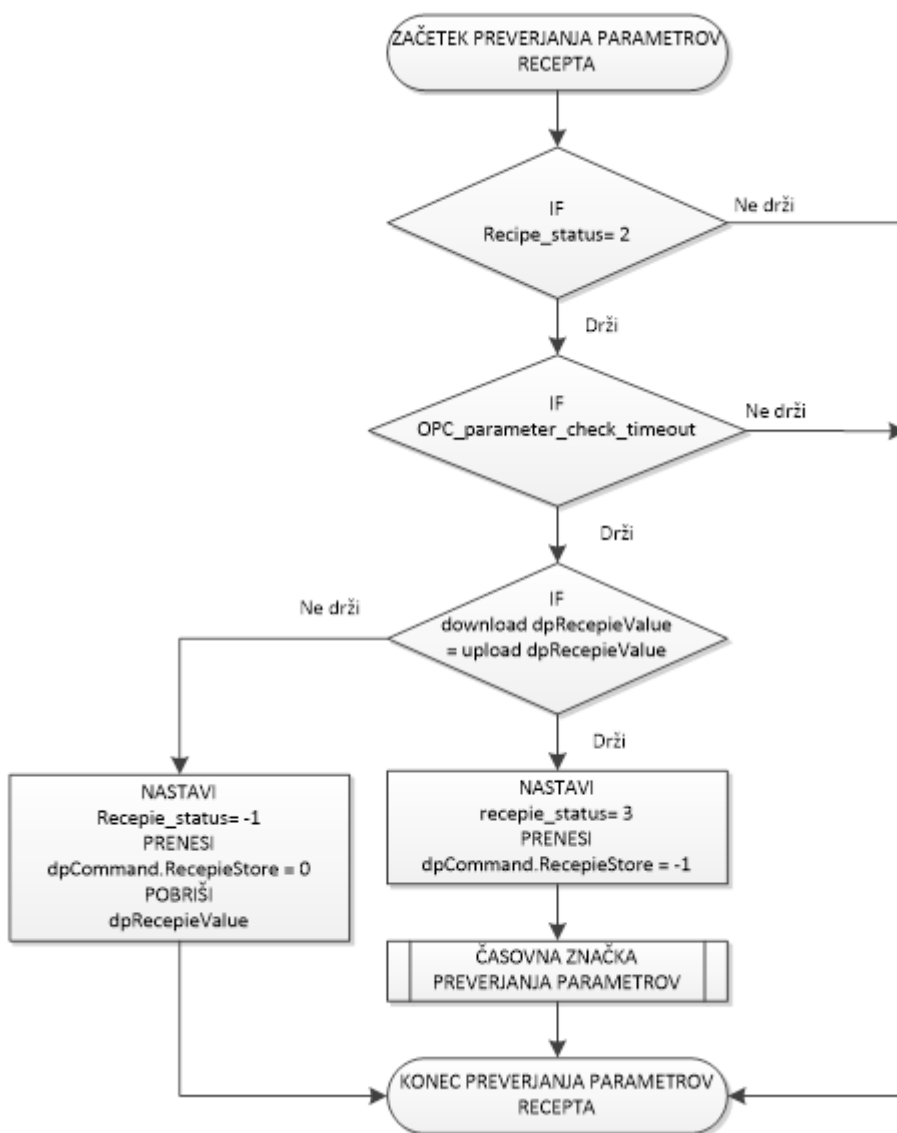 ZAČETEK PREVERJANJA PARAMETROV
RECEPTA
IF
Recipe_status= 2
Ne drži
Drži
IF
OPC_parameter_check_timeout
Ne drži
Drži
IF
download dpRecepieValue
= upload dpRecepieValue
Ne drži
Drži
NASTAVI
Recepie_status= -1
PRENESI
dpCommand.RecepieStore = 0
POBRIŠI
dpRecepieValue
NASTAVI
recepie_status= 3
PRENESI
dpCommand.RecepieStore = -1
ČASOVNA ZNAČKA
PREVERJANJA PARAMETROV
KONEC PREVERJANJA PARAMETROV
RECEPTA